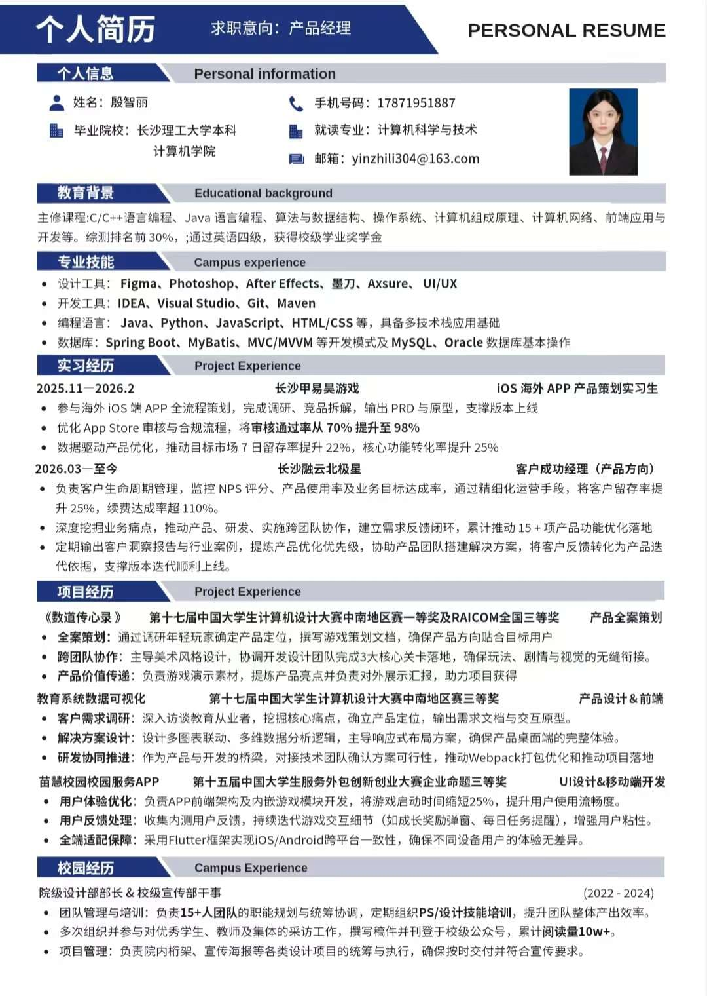 个人简历
求职意向：产品经理
PERSONAL RESUME
个人信息 Personal information
姓名：殷智丽
手机号码：17871951887
毕业院校：长沙理工大学本科
计算机学院
就读专业：计算机科学与技术
邮箱：yinzhili304@163.com
教育背景 Educational background
主修课程:C/C++语言编程、Java 语言编程、算法与数据结构、操作系统、计算机组成原理、计算机网络、前端应用与
开发等。综测排名前 30%，;通过英语四级，获得校级学业奖学金
专业技能 Campus experience
• 设计工具： Figma、Photoshop、After Effects、墨刀、Axsure、 UI/UX
• 开发工具：IDEA、Visual Studio、Git、Maven
• 编程语言： Java、Python、JavaScript、HTML/CSS 等，具备多技术栈应用基础
• 数据库：Spring Boot、MyBatis、MVC/MVVM 等开发模式及 MySQL、Oracle 数据库基本操作
实习经历 Project Experience
2025.11—2026.2 长沙甲易昊游戏 iOS 海外 APP 产品策划实习生
• 参与海外 iOS 端 APP 全流程策划，完成调研、竞品拆解，输出 PRD 与原型，支撑版本上线
• 优化 App Store 审核与合规流程，将审核通过率从 70% 提升至 98%
• 数据驱动产品优化，推动目标市场 7 日留存率提升 22%，核心功能转化率提升 25%
2026.03—至今 长沙融云北极星 客户成功经理（产品方向）
• 负责客户生命周期管理，监控 NPS 评分、产品使用率及业务目标达成率，通过精细化运营手段，将客户留存率提
升 25%，续费达成率超 110%。
• 深度挖掘业务痛点，推动产品、研发、实施跨团队协作，建立需求反馈闭环，累计推动 15 + 项产品功能优化落地
• 定期输出客户洞察报告与行业案例，提炼产品优化优先级，协助产品团队搭建解决方案，将客户反馈转化为产品迭
代依据，支撑版本迭代顺利上线。
项目经历 Project Experience
《数道传心录 》 第十七届中国大学生计算机设计大赛中南地区赛一等奖及RAICOM全国三等奖 产品全案策划
• 全案策划：通过调研年轻玩家确定产品定位，撰写游戏策划文档，确保产品方向贴合目标用户
• 跨团队协作：主导美术风格设计，协调开发设计团队完成3大核心关卡落地，确保玩法、剧情与视觉的无缝衔接。
• 产品价值传递：负责游戏演示素材，提炼产品亮点并负责对外展示汇报，助力项目获得
教育系统数据可视化 第十七届中国大学生计算机设计大赛中南地区赛三等奖 产品设计＆前端
• 客户需求调研：深入访谈教育从业者，挖掘核心痛点，确立产品定位，输出需求文档与交互原型。
• 解决方案设计：设计多图表联动、多维数据分析逻辑，主导响应式布局方案，确保产品桌面端的完整体验。
• 研发协同推进：作为产品与开发的桥梁，对接技术团队确认方案可行性，推动Webpack打包优化和推动项目落地
苗慧校园校园服务APP 第十五届中国大学生服务外包创新创业大赛企业命题三等奖 UI设计&移动端开发
• 用户体验优化：负责APP前端架构及内嵌游戏模块开发，将游戏启动时间缩短25%，提升用户使用流畅度。
• 用户反馈处理：收集内测用户反馈，持续迭代游戏交互细节（如成长奖励弹窗、每日任务提醒），增强用户粘性。
• 全端适配保障：采用Flutter框架实现iOS/Android跨平台一致性，确保不同设备用户的体验无差异。
校园经历 Campus Experience
院级设计部部长 & 校级宣传部干事 (2022 - 2024)
• 团队管理与培训：负责15+人团队的职能规划与统筹协调，定期组织PS/设计技能培训，提升团队整体产出效率。
• 多次组织并参与对优秀学生、教师及集体的采访工作，撰写稿件并刊登于校级公众号，累计阅读量10w+。
• 项目管理：负责院内桁架、宣传海报等各类设计项目的统筹与执行，确保按时交付并符合宣传要求。